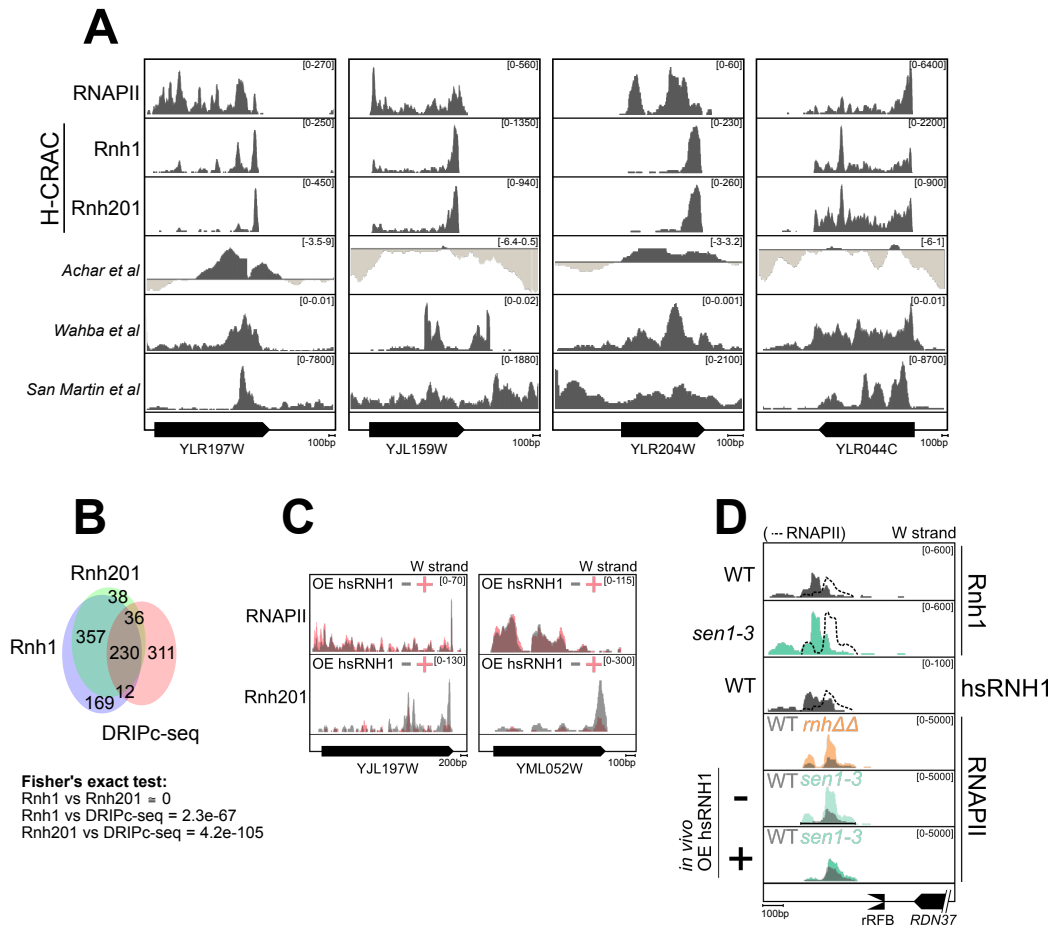 A
RNAPII
[0-270]
[0-560]
[0-60]
[0-6400]
H-CRAC
Rnh1
[0-250]
[0-1350]
[0-230]
[0-2200]
Rnh201
[0-450]
[0-940]
[0-260]
[0-900]
Achar et al
[-3.5-9]
[-6.4-0.5]
[-3-3.2]
[-6-1]
Wahba et al
[0-0.01]
[0-0.02]
[0-0.001]
[0-0.01]
San Martin et al
[0-7800]
[0-1880]
[0-2100]
[0-8700]
YLR197W
100bp
YJL159W
100bp
YLR204W
100bp
YLR044C
100bp
B
Rnh201
Rnh1
38
36
357
230
311
12
169
DRIPc-seq
Fisher's exact test:
Rnh1 vs Rnh201 ≅ 0
Rnh1 vs DRIPc-seq = 2.3e-67
Rnh201 vs DRIPc-seq = 4.2e-105
C
W strand
W strand
RNAPII
OE hsRNH1 - + [0-70]
OE hsRNH1 - + [0-115]
Rnh201
OE hsRNH1 - + [0-130]
OE hsRNH1 - + [0-300]
YJL197W
200bp
YML052W
100bp
D
(--- RNAPII)
W strand
WT
[0-600]
sen1-3
[0-600]
Rnh1
WT
[0-100]
hsRNH1
WT rnhΔΔ
[0-5000]
WT sen1-3
[0-5000]
-
WT sen1-3
[0-5000]
+
in vivo
OE hsRNH1
RNAPII
100bp
rRFB
RDN37